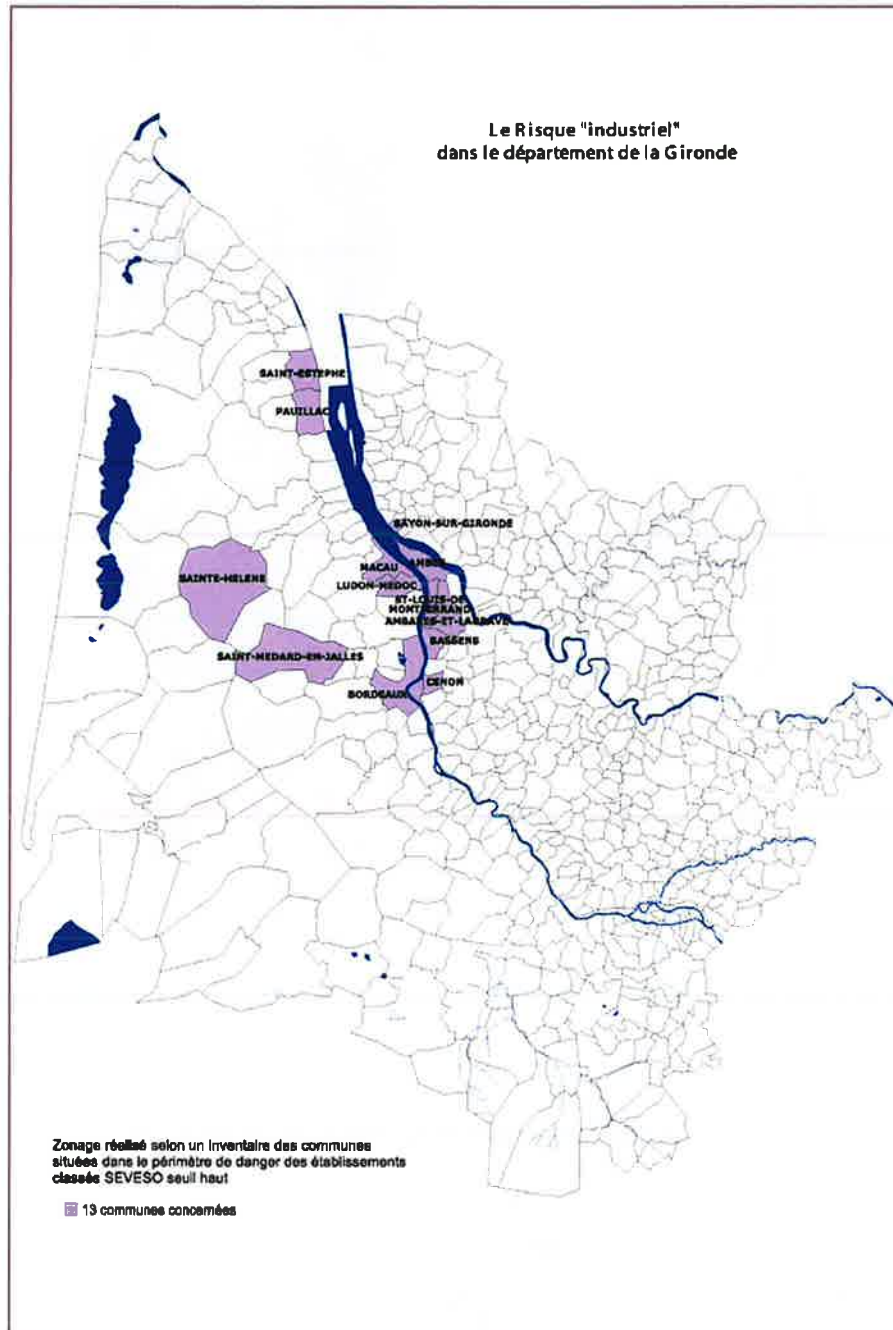 Le Risque "industriel"
dans le département de la Gironde
SAINT-ESTEPHE
PAUILLAC
BAYON-SUR-GIRONDE
MACAU
AMBES
SAINTE-HELENE
LUDON-MEDOC
ST-LOUIS-DE-
MONTFERRAND
AMBARES-ET-LAGRAVE
BASSENS
SAINT-MEDARD-EN-JALLES
CENON
BORDEAUX
Zonage réalisé selon un inventaire des communes
situées dans le périmètre de danger des établissements
classés SEVESO seuil haut
13 communes concernées